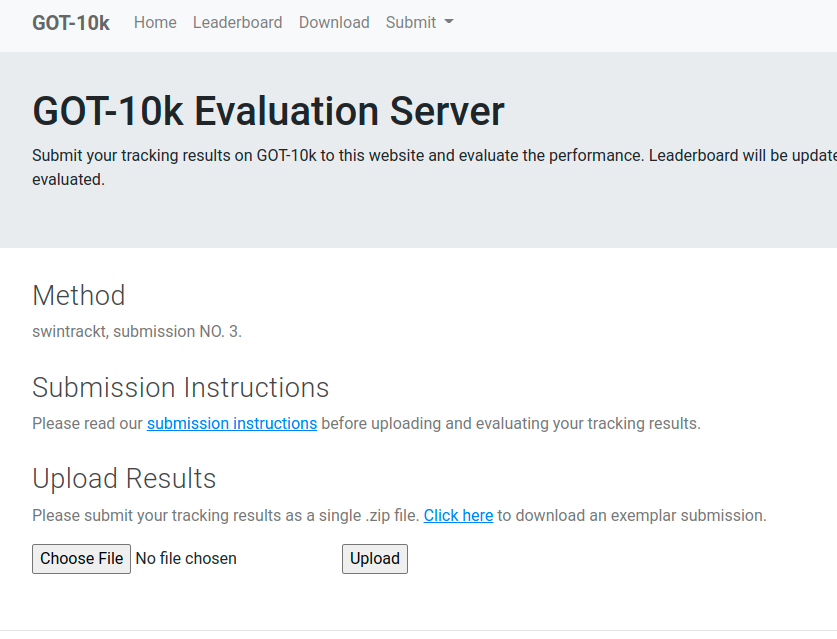 GOT-10k Home Leaderboard Download Submit
GOT-10k Evaluation Server
Submit your tracking results on GOT-10k to this website and evaluate the performance. Leaderboard will be update
evaluated.
Method
swintrackt, submission NO. 3.
Submission Instructions
Please read our submission instructions before uploading and evaluating your tracking results.
Upload Results
Please submit your tracking results as a single .zip file. Click here to download an exemplar submission.
Choose File No file chosen Upload